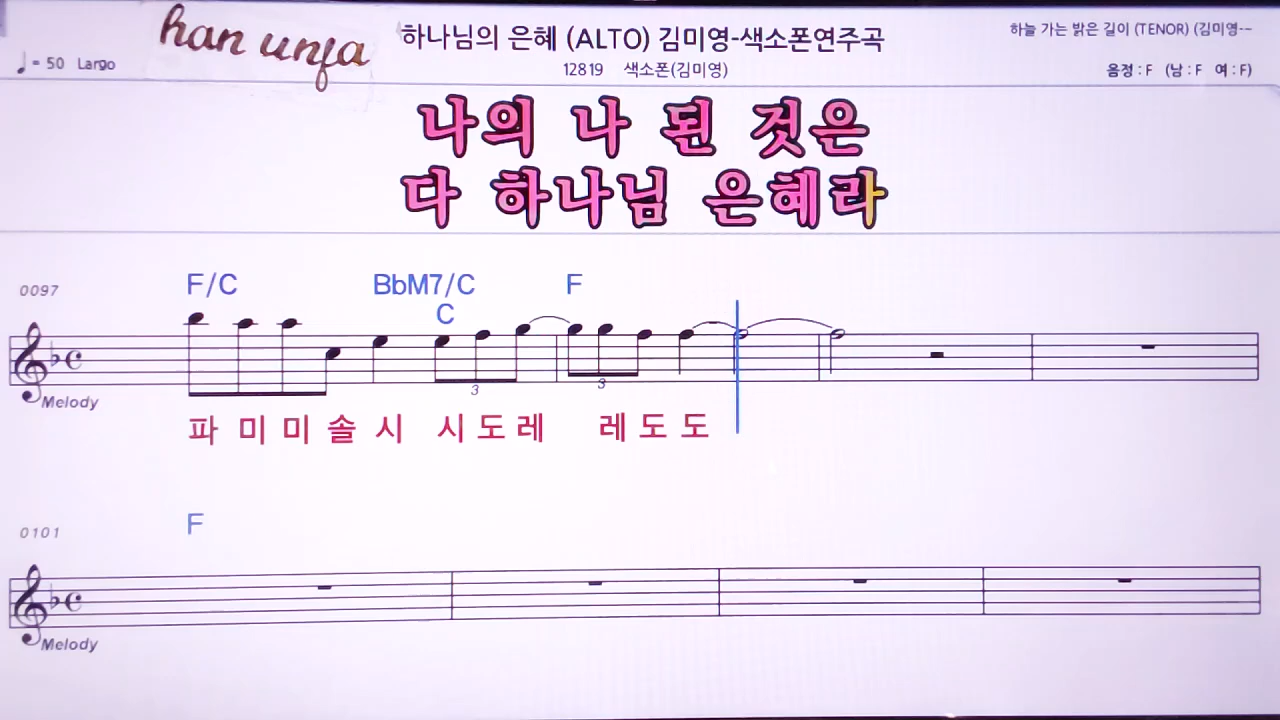 han unfa
하나님의 은혜 (ALTO) 김미영-색소폰연주곡
하늘 가는 밝은 길이 (TENOR) (김미영--
♩= 50 Largo
12819 색소폰(김미영)
음정 : F (남 : F 여 : F)
나의 나 된 것은
다 하나님 은혜라
0097
F/C BbM7/C F
C
3 3
Melody
파 미 미 솔 시 시 도 레 레 도 도
0101
F
Melody